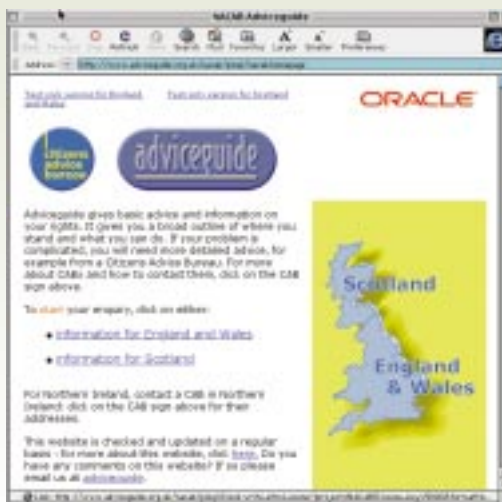 NACAB Adviceguide
Refresh
Search Mail Favorites Larger Smaller Preferences
Text only version for England and Wales
Text only version for Scotland
ORACLE
citizens
advice
bureau
adviceguide
Adviceguide gives basic advice and information on
your rights. It gives you a broad outline of where you
stand and what you can do. If your problem is
complicated, you will need more detailed advice, for
example from a Citizens Advice Bureau. For more
about CABx and how to contact them, click on the CAB
sign above.
To start your enquiry, click on either:
information for England and Wales
information for Scotland
Scotland
England
& Wales
For Northern Ireland, contact a CAB in Northern
Ireland: click on the CAB sign above for their
addresses.
This website is checked and updated on a regular
basis - for more about this website, click here. Do you
have any comments on this website? If so please
email us at adviceguide.